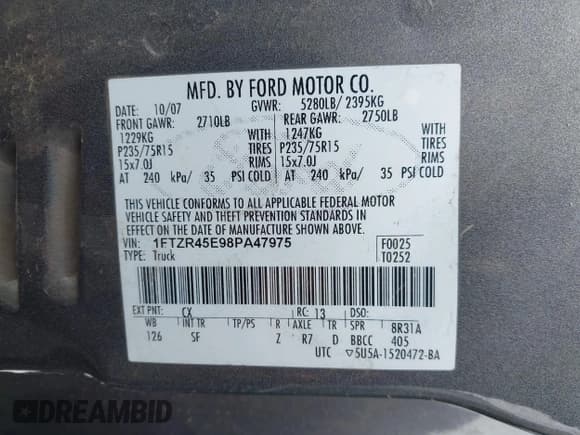 MFD. BY FORD MOTOR CO.
DATE: 10/07 GVWR: 5280LB/ 2395KG
FRONT GAWR: 2710LB REAR GAWR: 2750LB
1229KG WITH 1247KG WITH
P235/75R15 TIRES P235/75R15 TIRES
15x7.0J RIMS 15x7.0J RIMS
AT 240 kPa/ 35 PSI COLD AT 240 kPa/ 35 PSI COLD
THIS VEHICLE CONFORMS TO ALL APPLICABLE FEDERAL MOTOR
VEHICLE SAFETY AND THEFT PREVENTION STANDARDS IN
EFFECT ON THE DATE OF MANUFACTURE SHOWN ABOVE.
VIN: 1FTZR45E98PA47975 F0025
TYPE: Truck T0252
EXT PNT: CX RC: 13 DSO:
WB INT TR TP/PS R AXLE TR SPR 8R31A
126 SF Z R7 D BBCC 405
UTC ▽5U5A-1520472-BA
DREAMBID